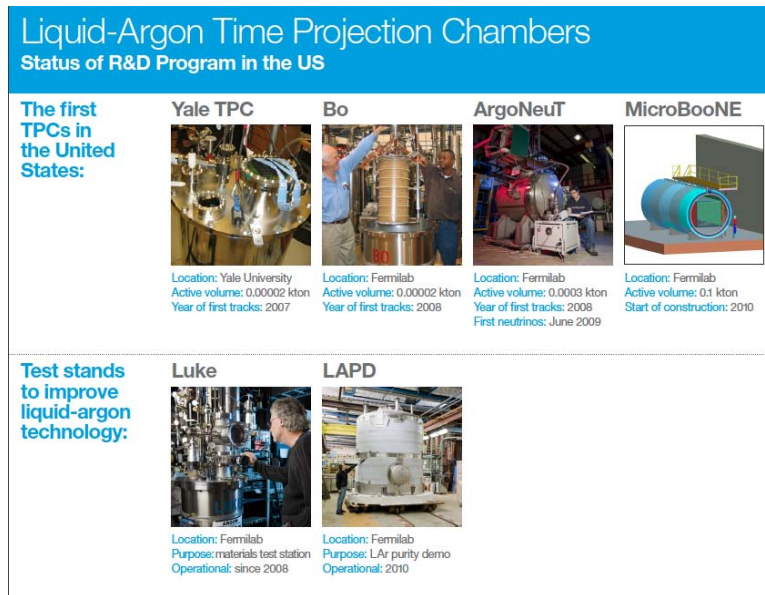 Liquid-Argon Time Projection Chambers
Status of R&D Program in the US
The first
TPCs in
the United
States:
Yale TPC
Location: Yale University
Active volume: 0.00002 kton
Year of first tracks: 2007
Bo
BO
Location: Fermilab
Active volume: 0.00002 kton
Year of first tracks: 2008
ArgoNeuT
Location: Fermilab
Active volume: 0.0003 kton
Year of first tracks: 2008
First neutrinos: June 2009
MicroBooNE
Location: Fermilab
Active volume: 0.1 kton
Start of construction: 2010
Test stands
to improve
liquid-argon
technology:
Luke
Location: Fermilab
Purpose: materials test station
Operational: since 2008
LAPD
Location: Fermilab
Purpose: LAr purity demo
Operational: 2010